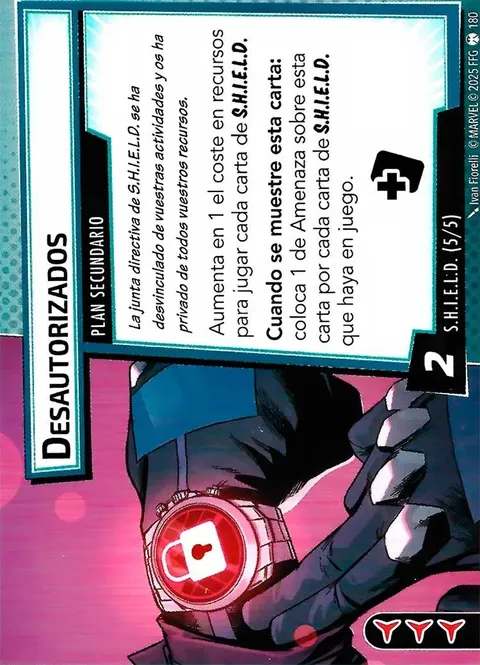 DESAUTORIZADOS
PLAN SECUNDARIO
La junta directiva de S.H.I.E.L.D. se ha
desvinculado de vuestras actividades y os ha
privado de todos vuestros recursos.
Aumenta en 1 el coste en recursos
para jugar cada carta de S.H.I.E.L.D.
Cuando se muestre esta carta:
coloca 1 de Amenaza sobre esta
carta por cada carta de S.H.I.E.L.D.
que haya en juego.
2
S.H.I.E.L.D. (5/5)
Ivan Fiorelli © MARVEL © 2025 FFG 180